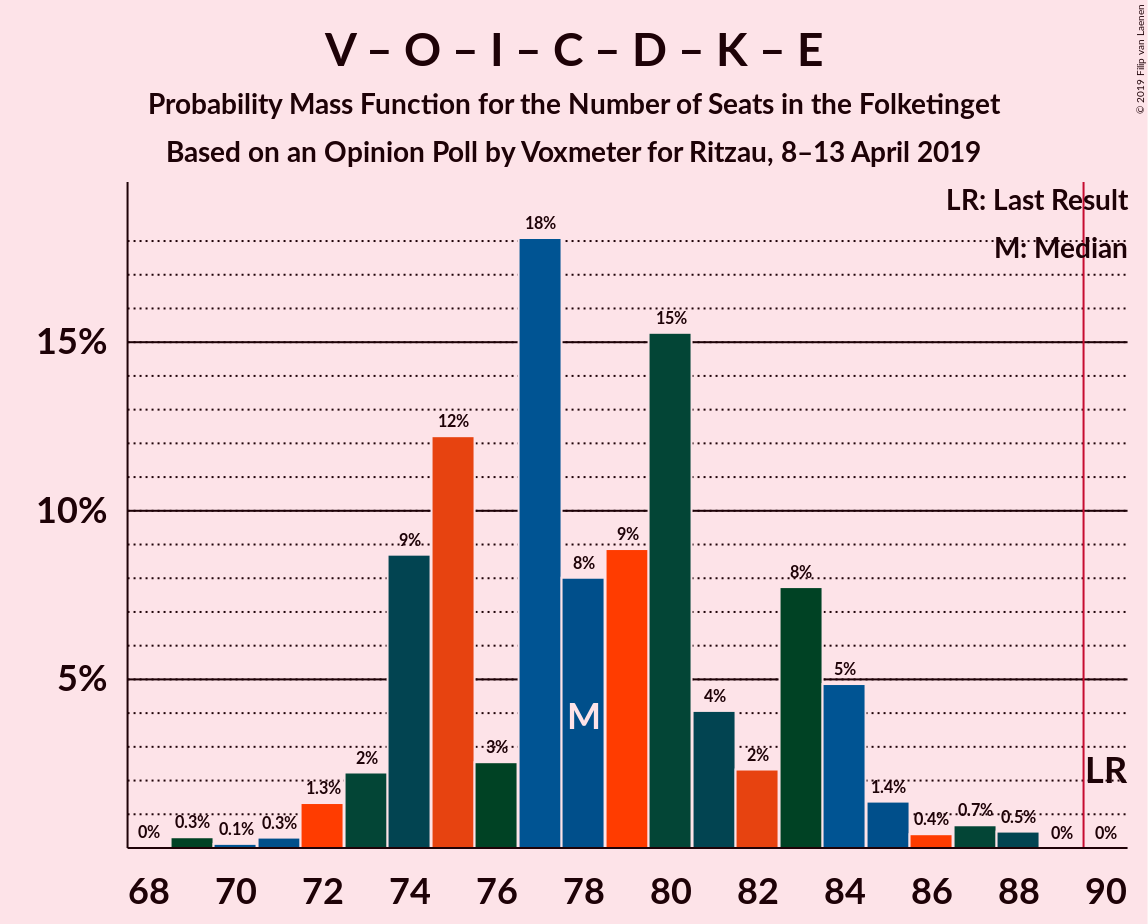 V – O – I – C – D – K – E
Probability Mass Function for the Number of Seats in the Folketinget
Based on an Opinion Poll by Voxmeter for Ritzau, 8–13 April 2019
© 2019 Filip van Laenen
LR: Last Result
M: Median
15%
10%
5%
0%
0.3%
0.1%
0.3%
1.3%
2%
9%
12%
3%
18%
8%
9%
15%
4%
2%
8%
5%
1.4%
0.4%
0.7%
0.5%
0%
0%
M
LR
68 70 72 74 76 78 80 82 84 86 88 90